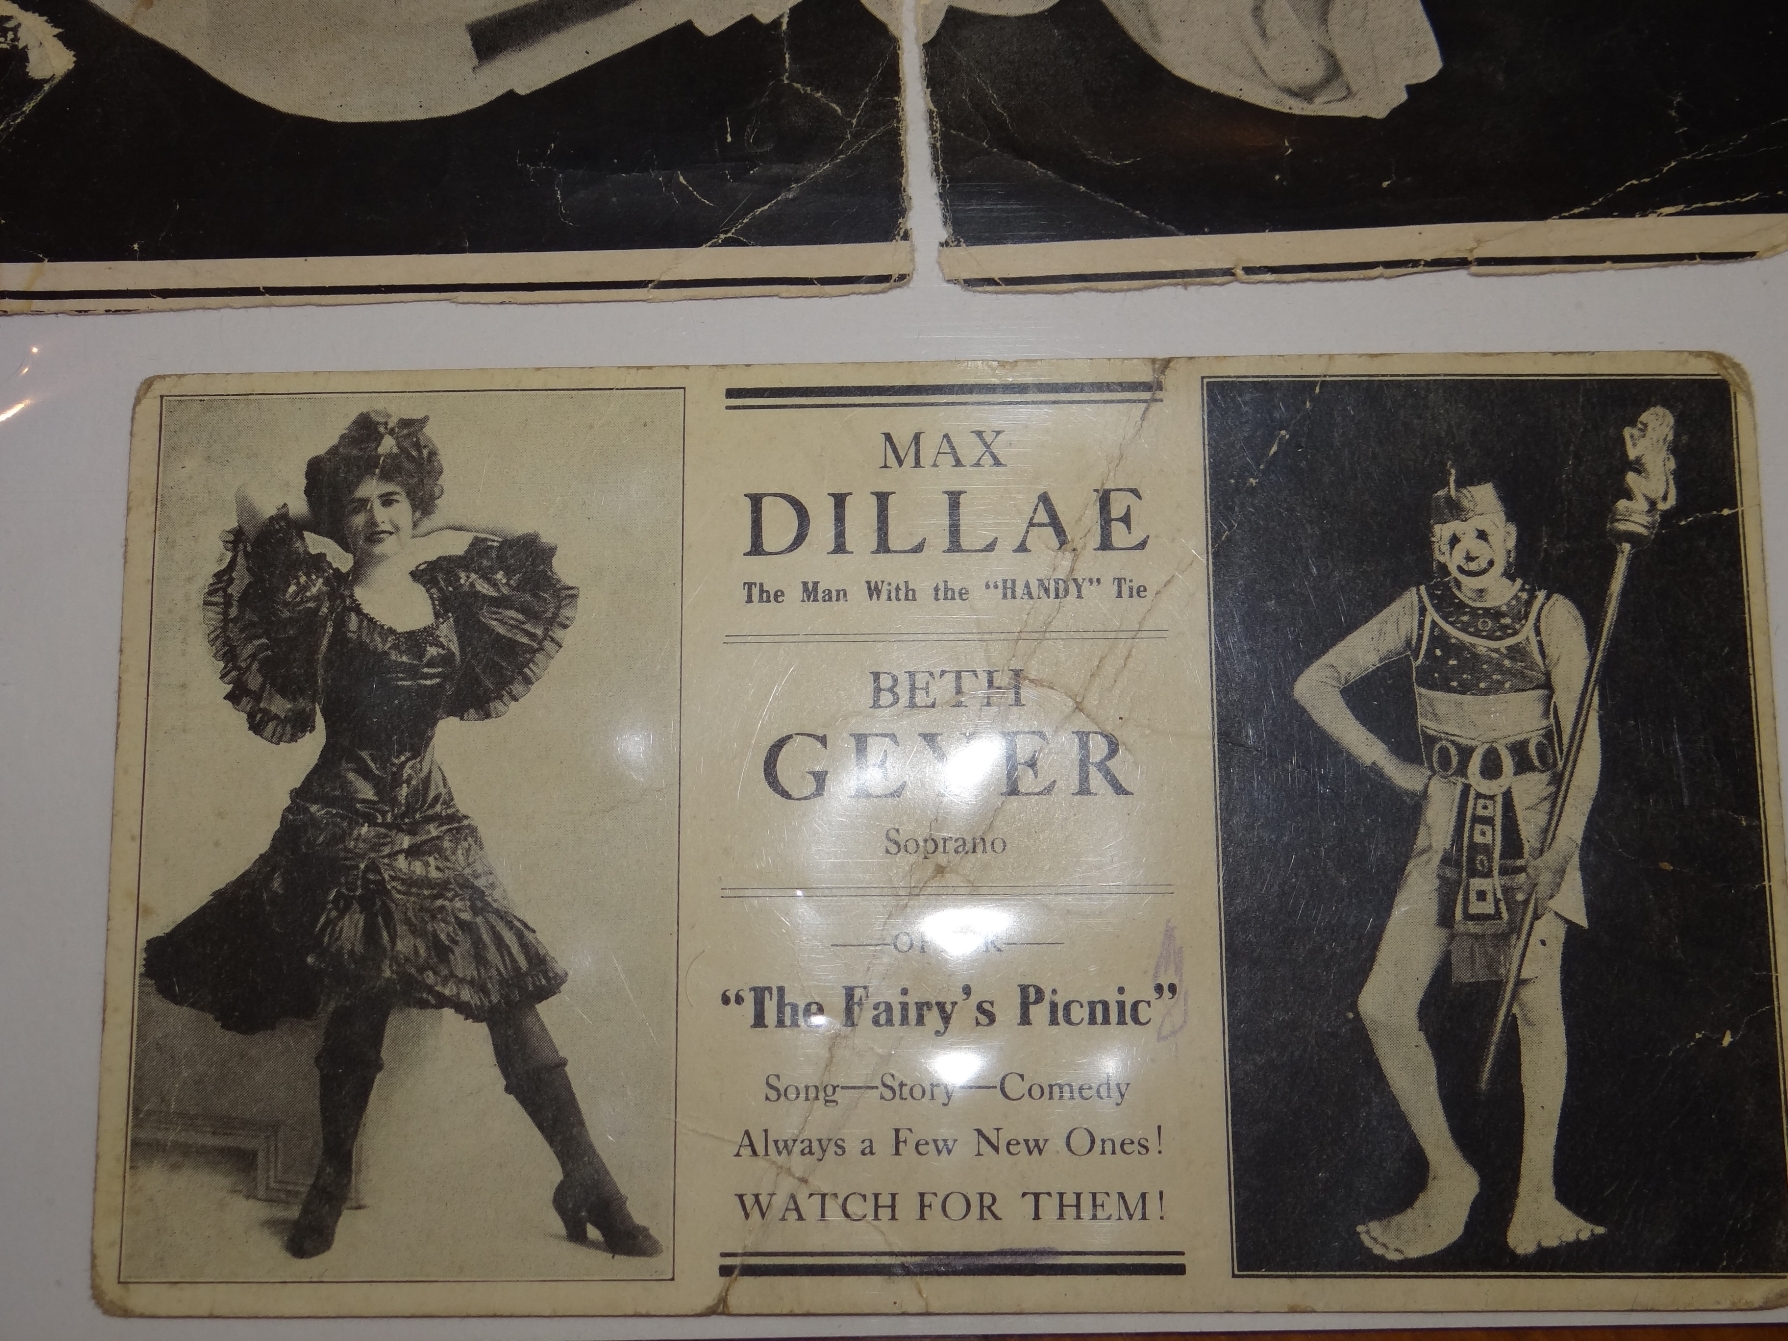 MAX
DILLAE
The Man With the “HANDY” Tie
BETH
GEYER
Soprano
“The Fairy’s Picnic”
Song—Story—Comedy
Always a Few New Ones!
WATCH FOR THEM!